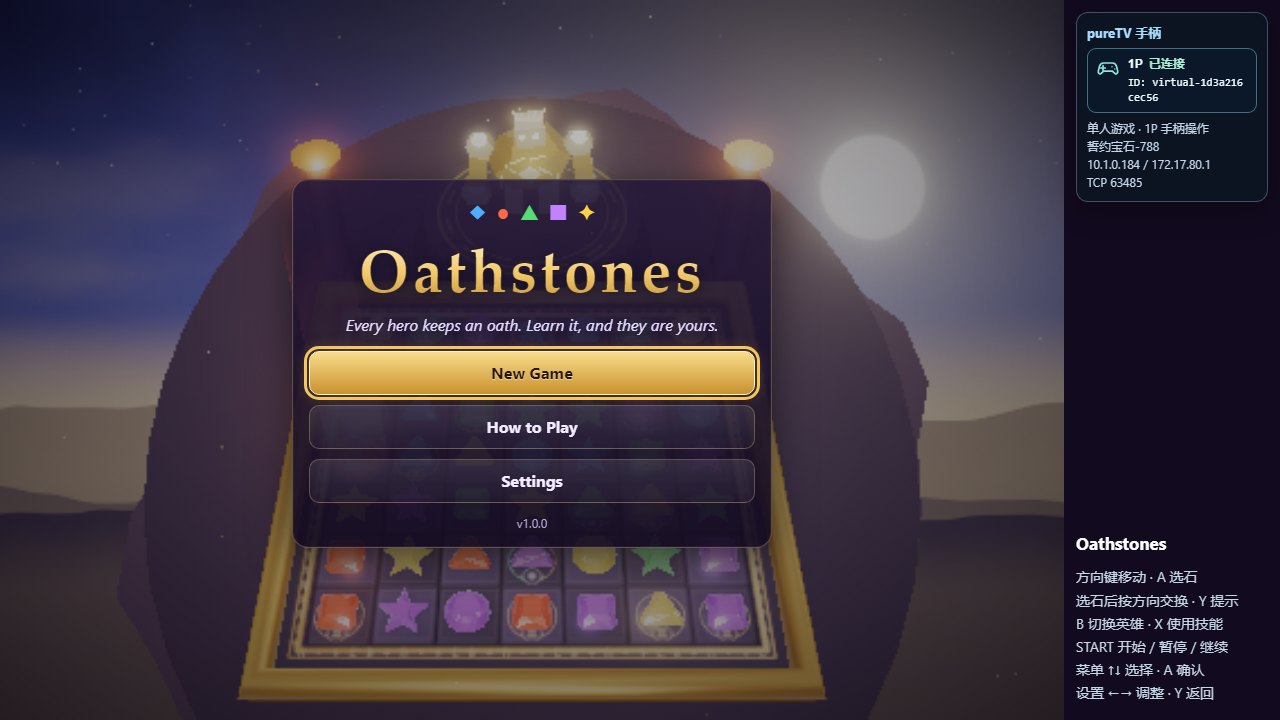 Oathstones
Every hero keeps an oath. Learn it, and they are yours.
New Game
How to Play
Settings
v1.0.0
pureTV 手柄
1P 已连接
ID: virtual-1d3a216
cec56
单人游戏 · 1P 手柄操作
誓约宝石-788
10.1.0.184 / 172.17.80.1
TCP 63485
Oathstones
方向键移动 · A 选石
选石后按方向交换 · Y 提示
B 切换英雄 · X 使用技能
START 开始 / 暂停 / 继续
菜单 ↑↓ 选择 · A 确认
设置 ←→ 调整 · Y 返回